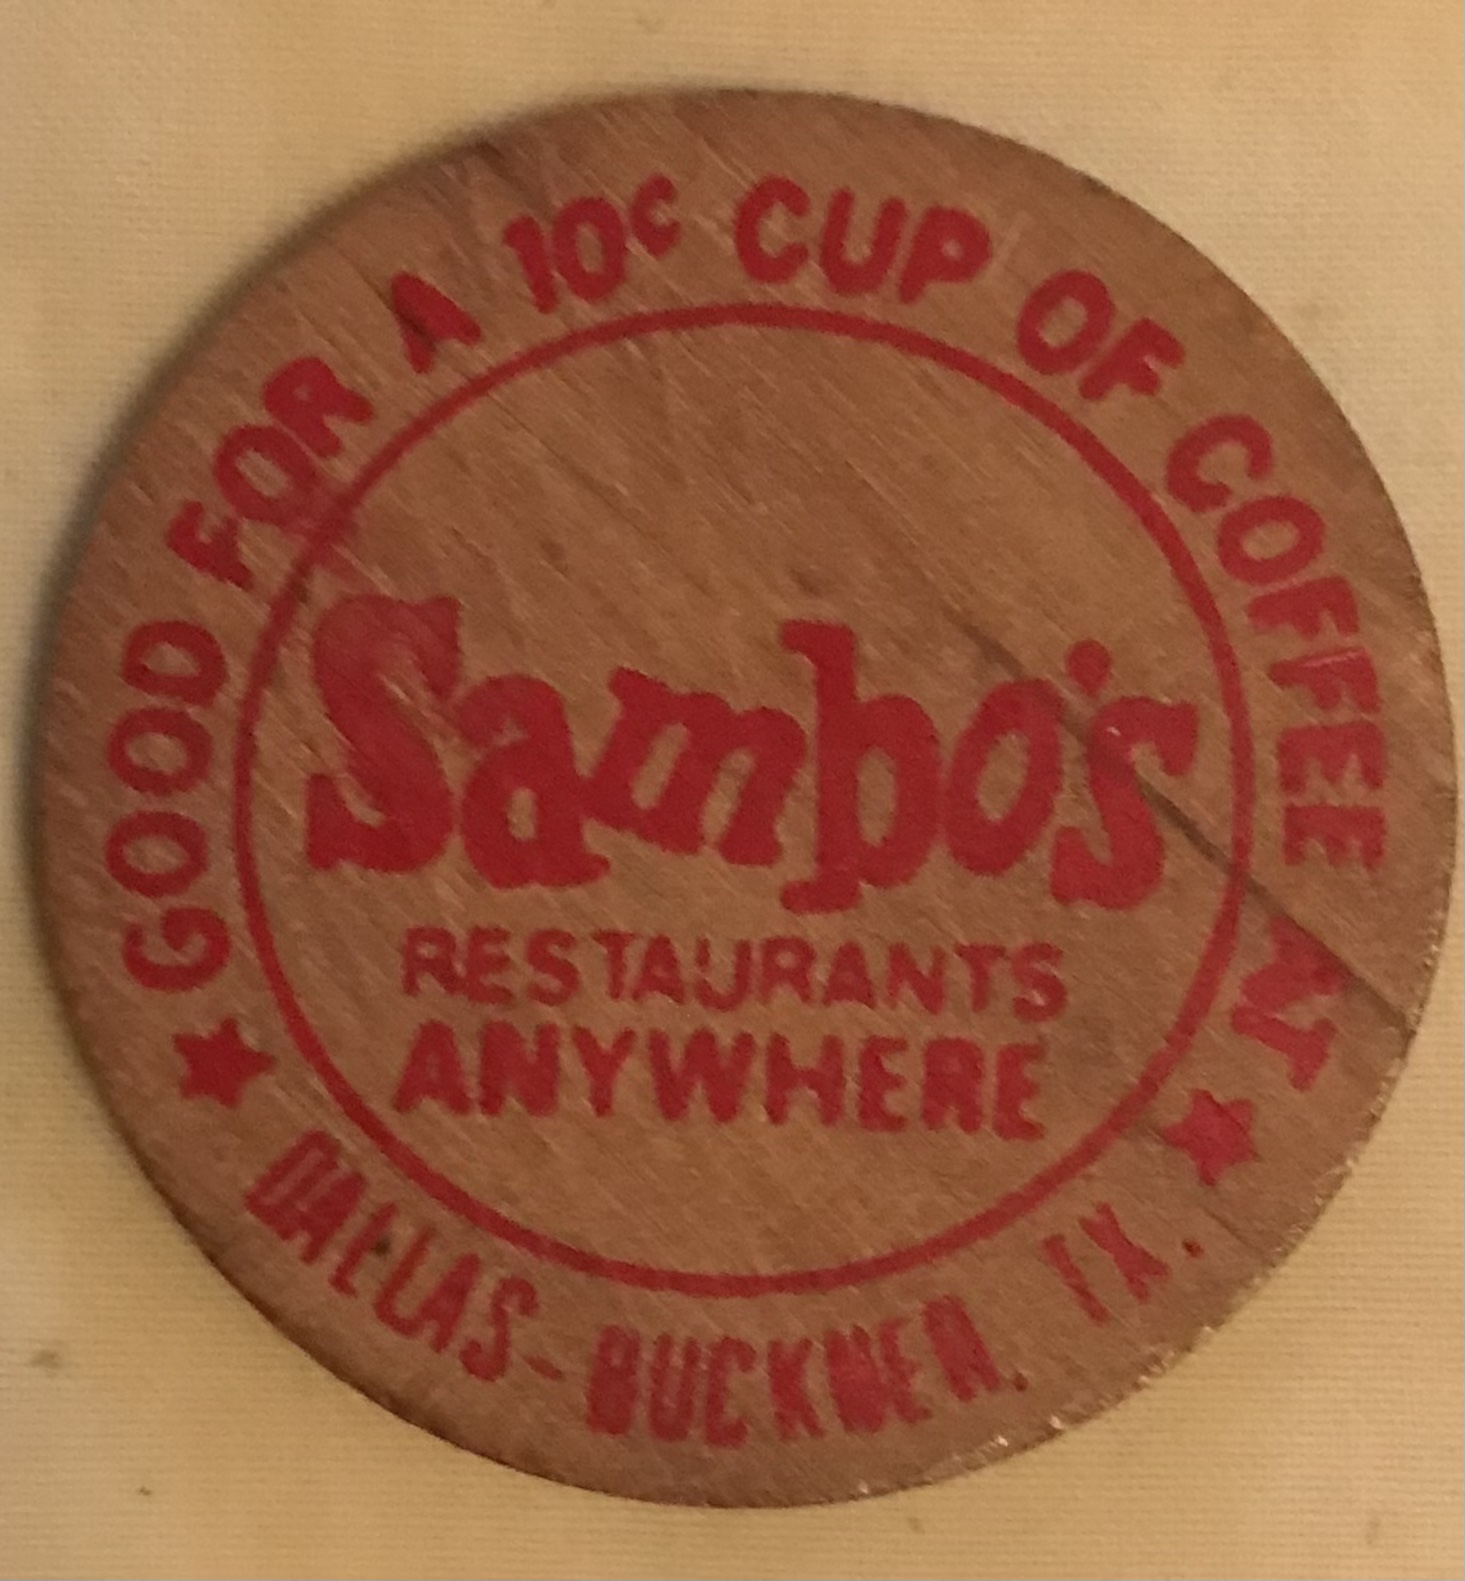 GOOD FOR A 10¢ CUP OF COFFEE AT
Sambo's
RESTAURANTS
ANYWHERE
DALLAS-BUCKNER, TX.